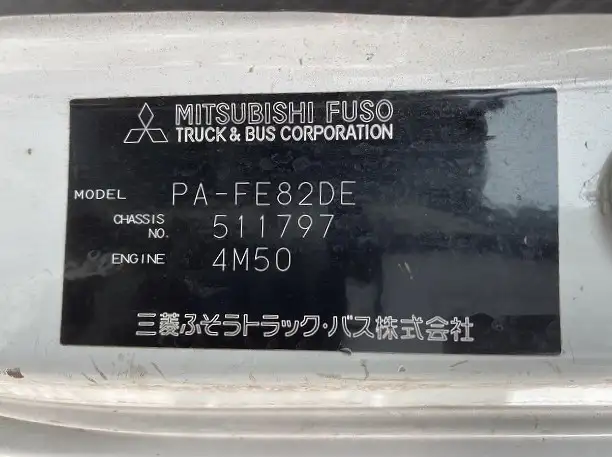 MITSUBISHI FUSO
TRUCK & BUS CORPORATION
MODEL PA-FE82DE
CHASSIS NO. 511797
ENGINE 4M50
三菱ふそうトラック・バス株式会社